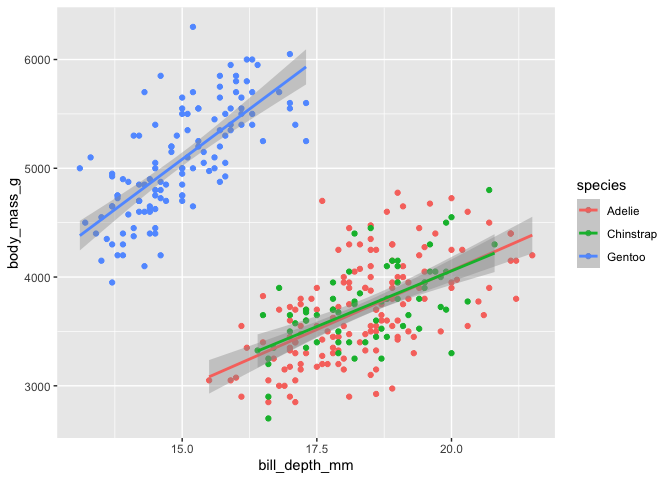 6000
5000
4000
3000
body_mass_g
15.0
17.5
20.0
bill_depth_mm
species
Adelie
Chinstrap
Gentoo